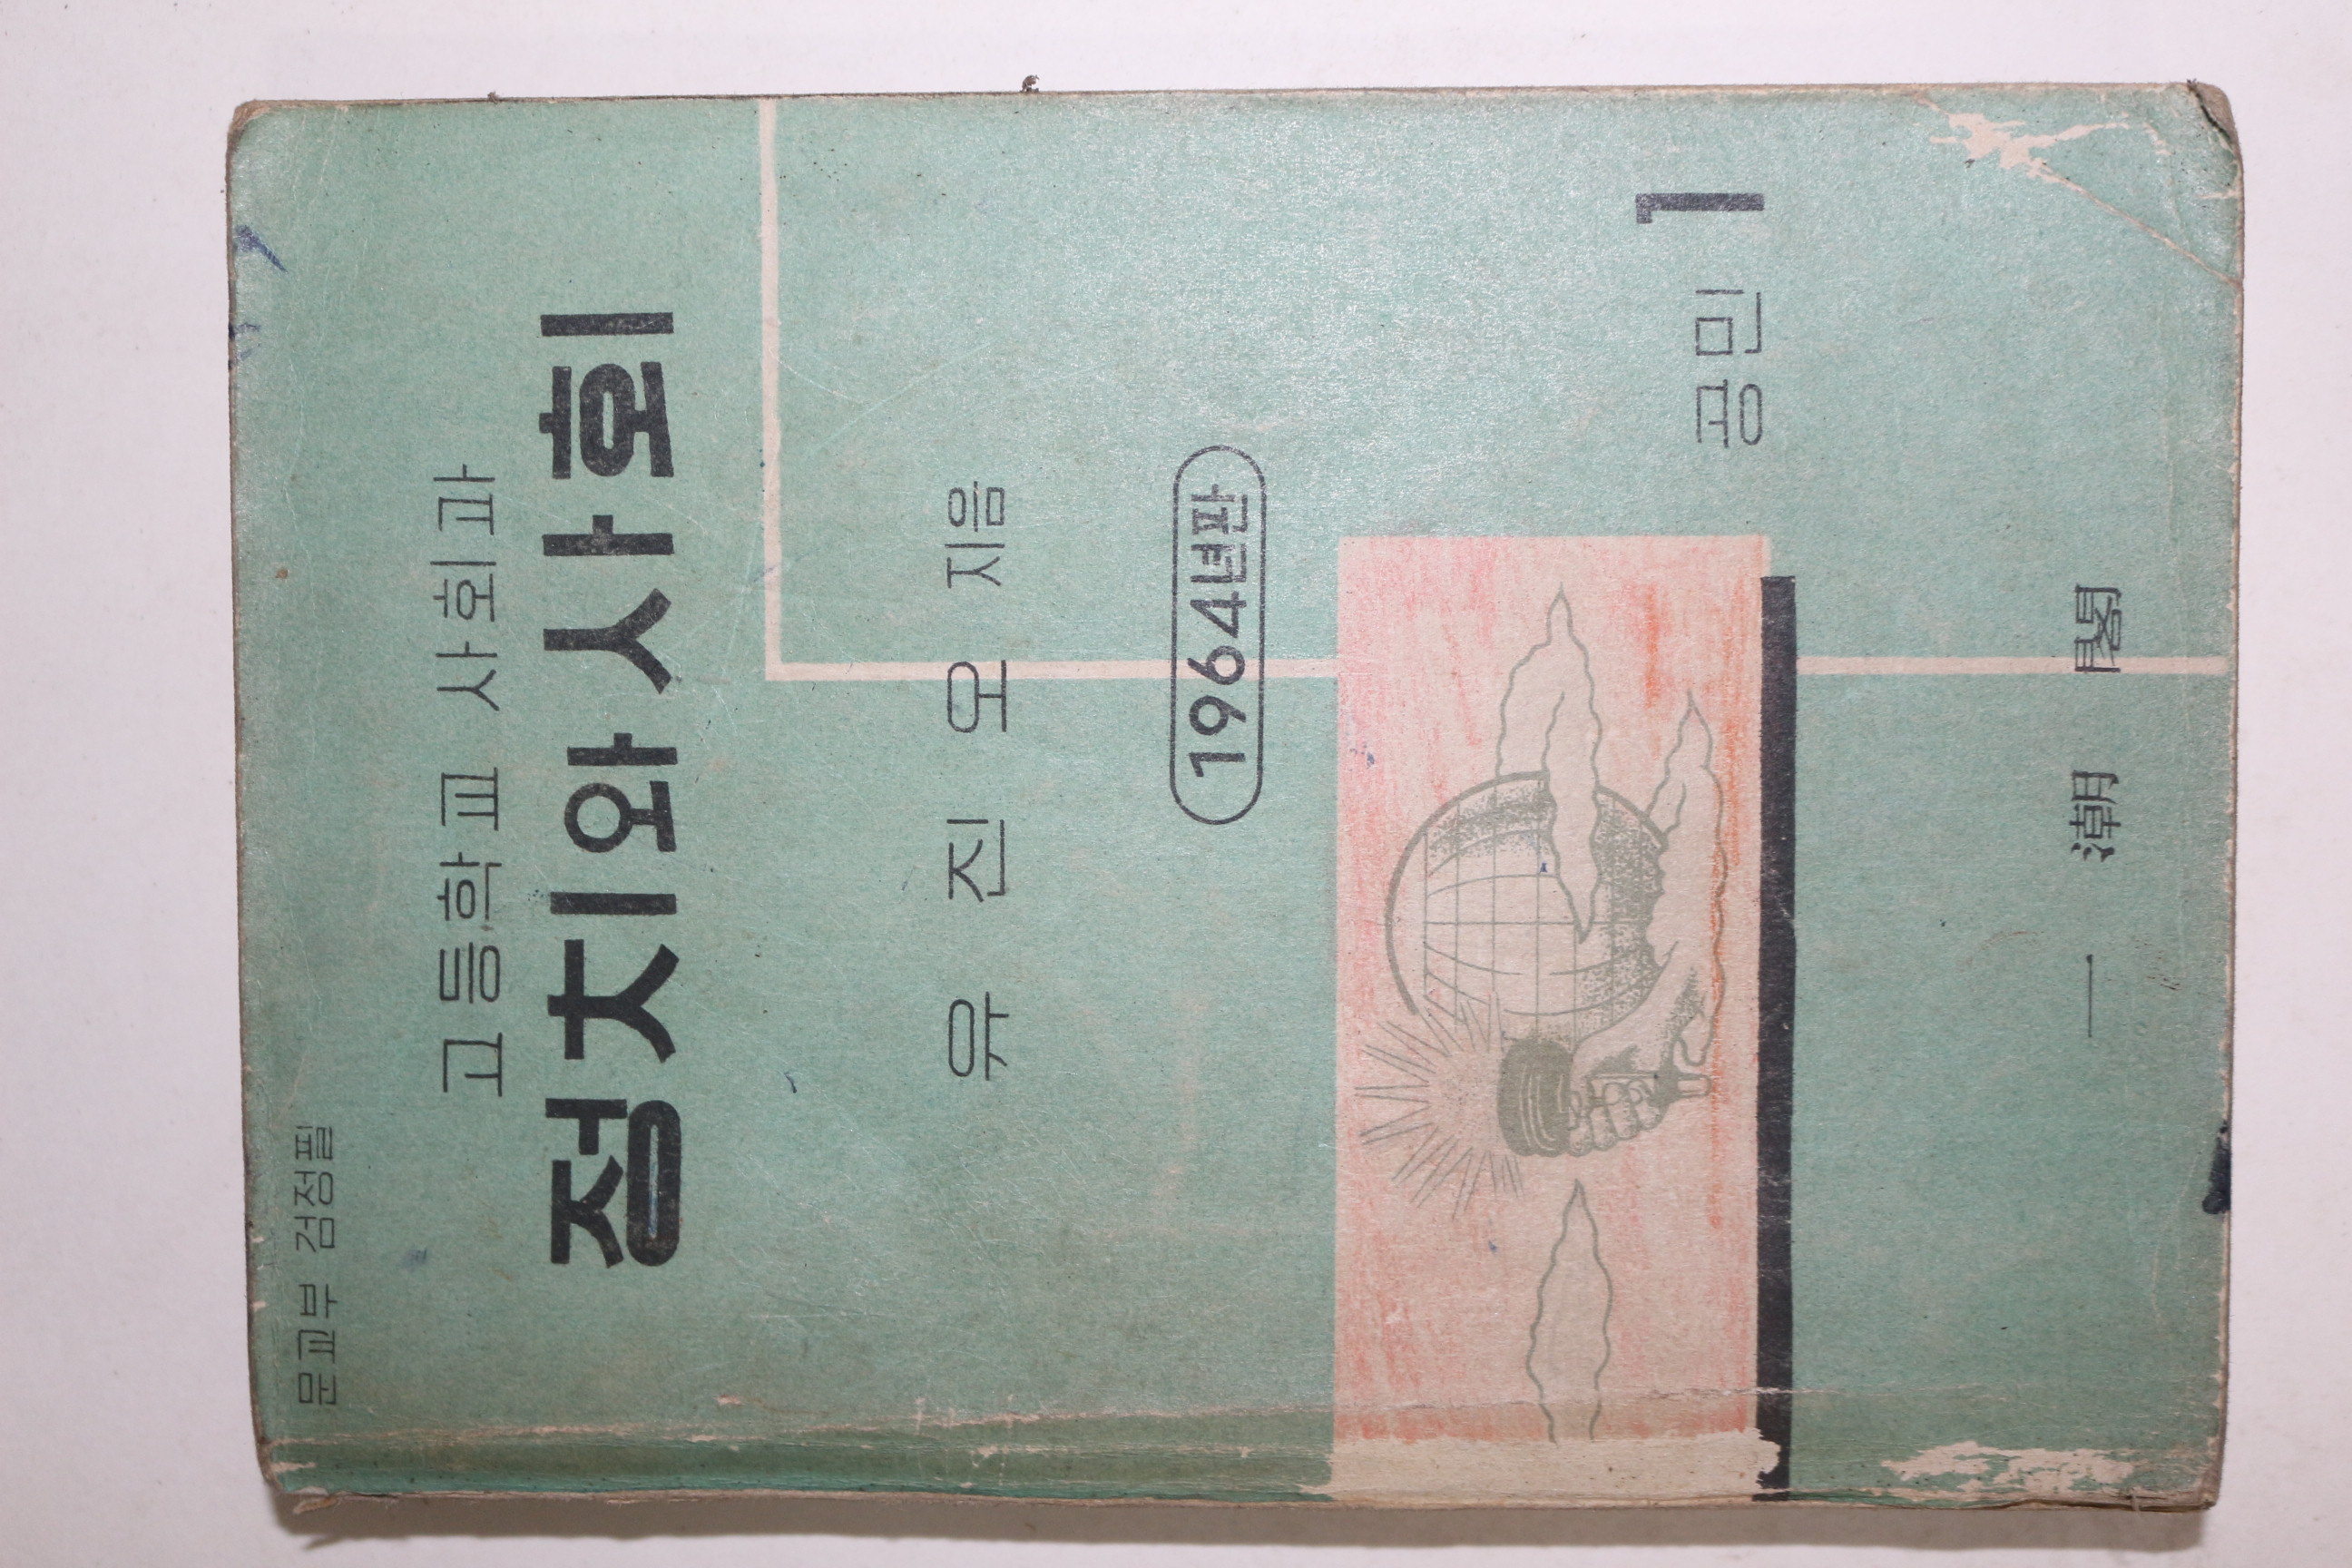 문교부 검정필
고등학교 사회과
정치와 사회
유 진 오 지음
1964년판
공민 1
一 潮 閣